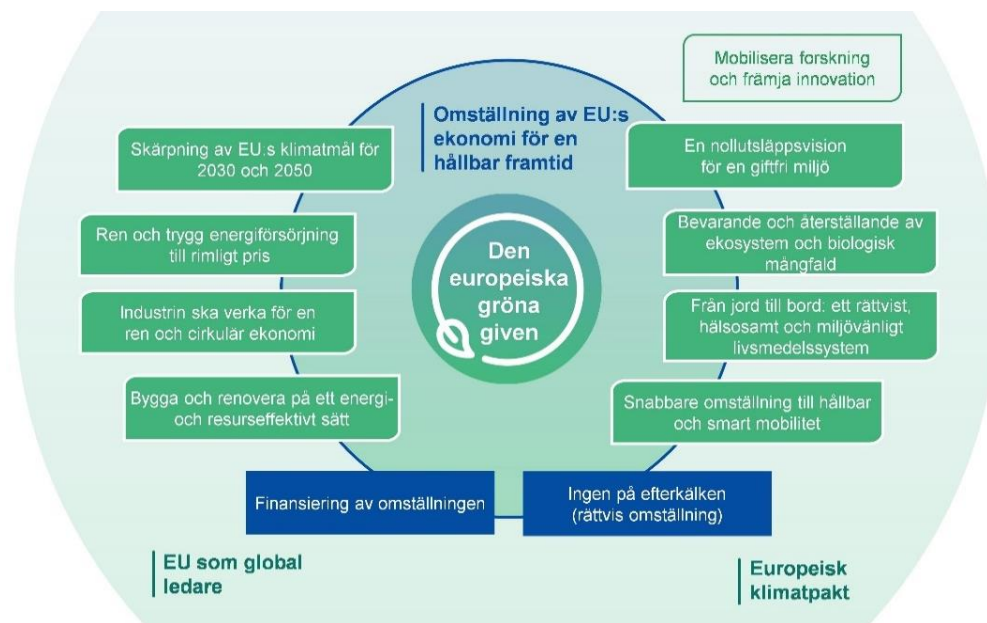 Mobilisera forskning
och främja innovation
Omställning av EU:s
ekonomi för en
hållbar framtid
Skärpning av EU:s klimatmål för
2030 och 2050
En nollutsläppsvision
för en giftfri miljö
Ren och trygg energiförsörjning
till rimligt pris
Bevarande och återställande av
ekosystem och biologisk
mångfald
Den
europeiska
gröna
given
Industrin ska verka för en
ren och cirkulär ekonomi
Från jord till bord: ett rättvist,
hälsosamt och miljövänligt
livsmedelssystem
Bygga och renovera på ett energi-
och resurseffektivt sätt
Snabbare omställning till hållbar
och smart mobilitet
Finansiering av omställningen
Ingen på efterkälken
(rättvis omställning)
EU som global
ledare
Europeisk
klimatpakt